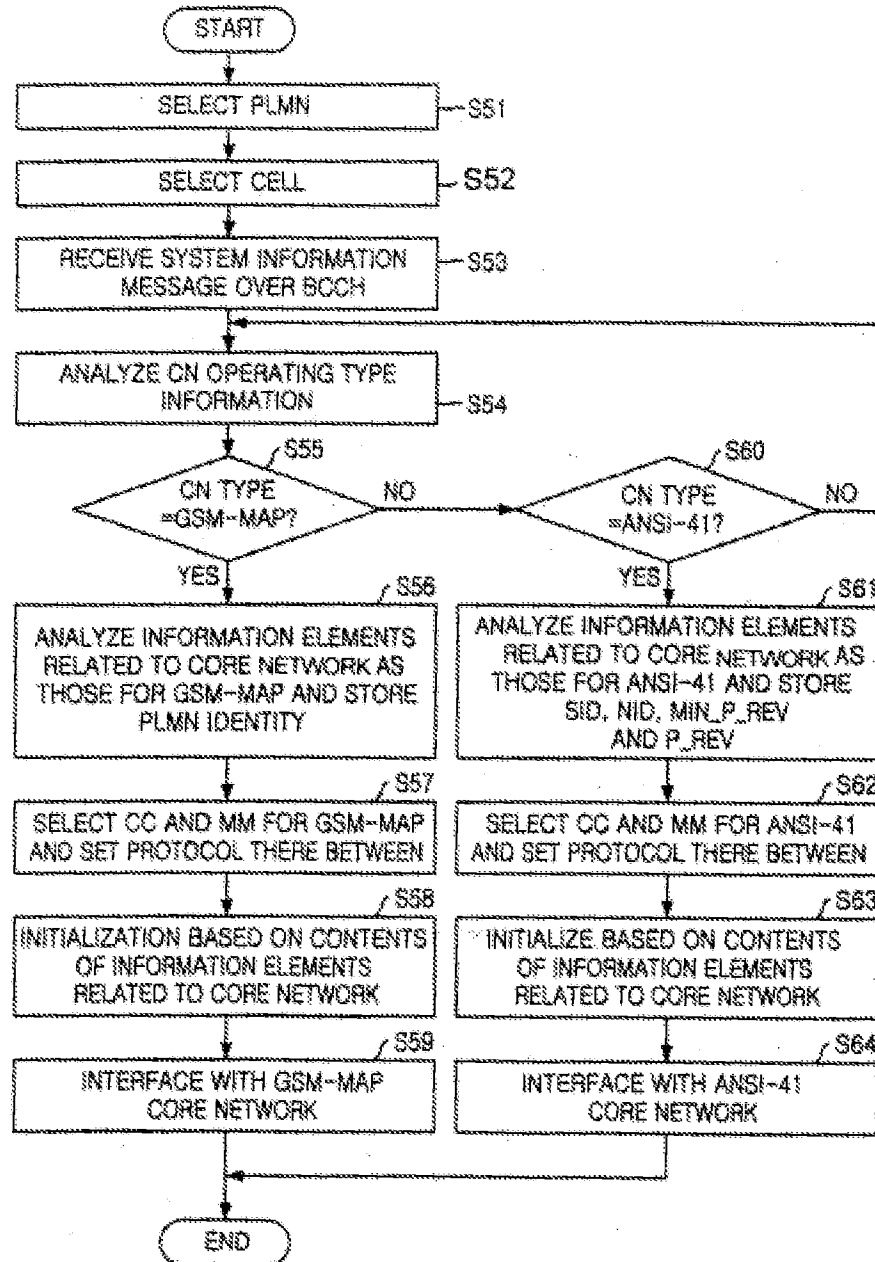 START
SELECT PLMN
S51
SELECT CELL
S52
RECEIVE SYSTEM INFORMATION
MESSAGE OVER BCCH
S53
ANALYZE CN OPERATING TYPE
INFORMATION
S54
S55
CN TYPE
=GSM-MAP?
NO
YES
S60
CN TYPE
=ANSI-41?
NO
YES
S56
ANALYZE INFORMATION ELEMENTS
RELATED TO CORE NETWORK AS
THOSE FOR GSM-MAP AND STORE
PLMN IDENTITY
S61
ANALYZE INFORMATION ELEMENTS
RELATED TO CORE NETWORK AS
THOSE FOR ANSI-41 AND STORE
SID, NID, MIN_P_REV
AND P_REV
S57
SELECT CC AND MM FOR GSM-MAP
AND SET PROTOCOL THERE BETWEEN
S62
SELECT CC AND MM FOR ANSI-41
AND SET PROTOCOL THERE BETWEEN
S58
INITIALIZATION BASED ON CONTENTS
OF INFORMATION ELEMENTS
RELATED TO CORE NETWORK
S63
INITIALIZE BASED ON CONTENTS
OF INFORMATION ELEMENTS
RELATED TO CORE NETWORK
S59
INTERFACE WITH GSM-MAP
CORE NETWORK
S64
INTERFACE WITH ANSI-41
CORE NETWORK
END